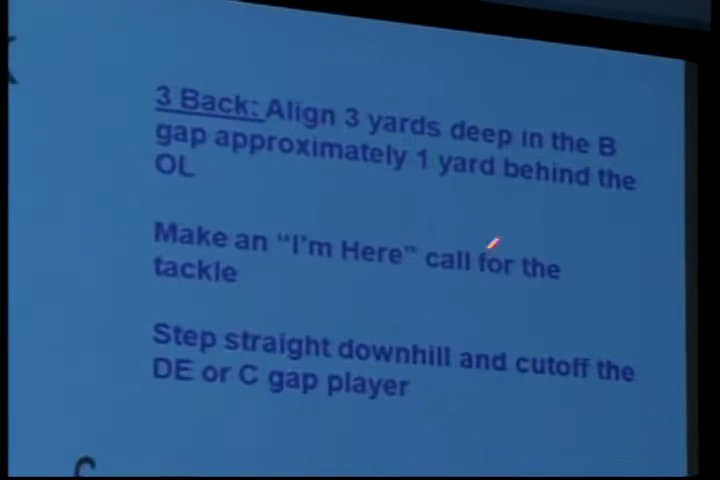 3 Back: Align 3 yards deep in the B
gap approximately 1 yard behind the
OL
Make an “I'm Here” call for the
tackle
Step straight downhill and cutoff the
DE or C gap player